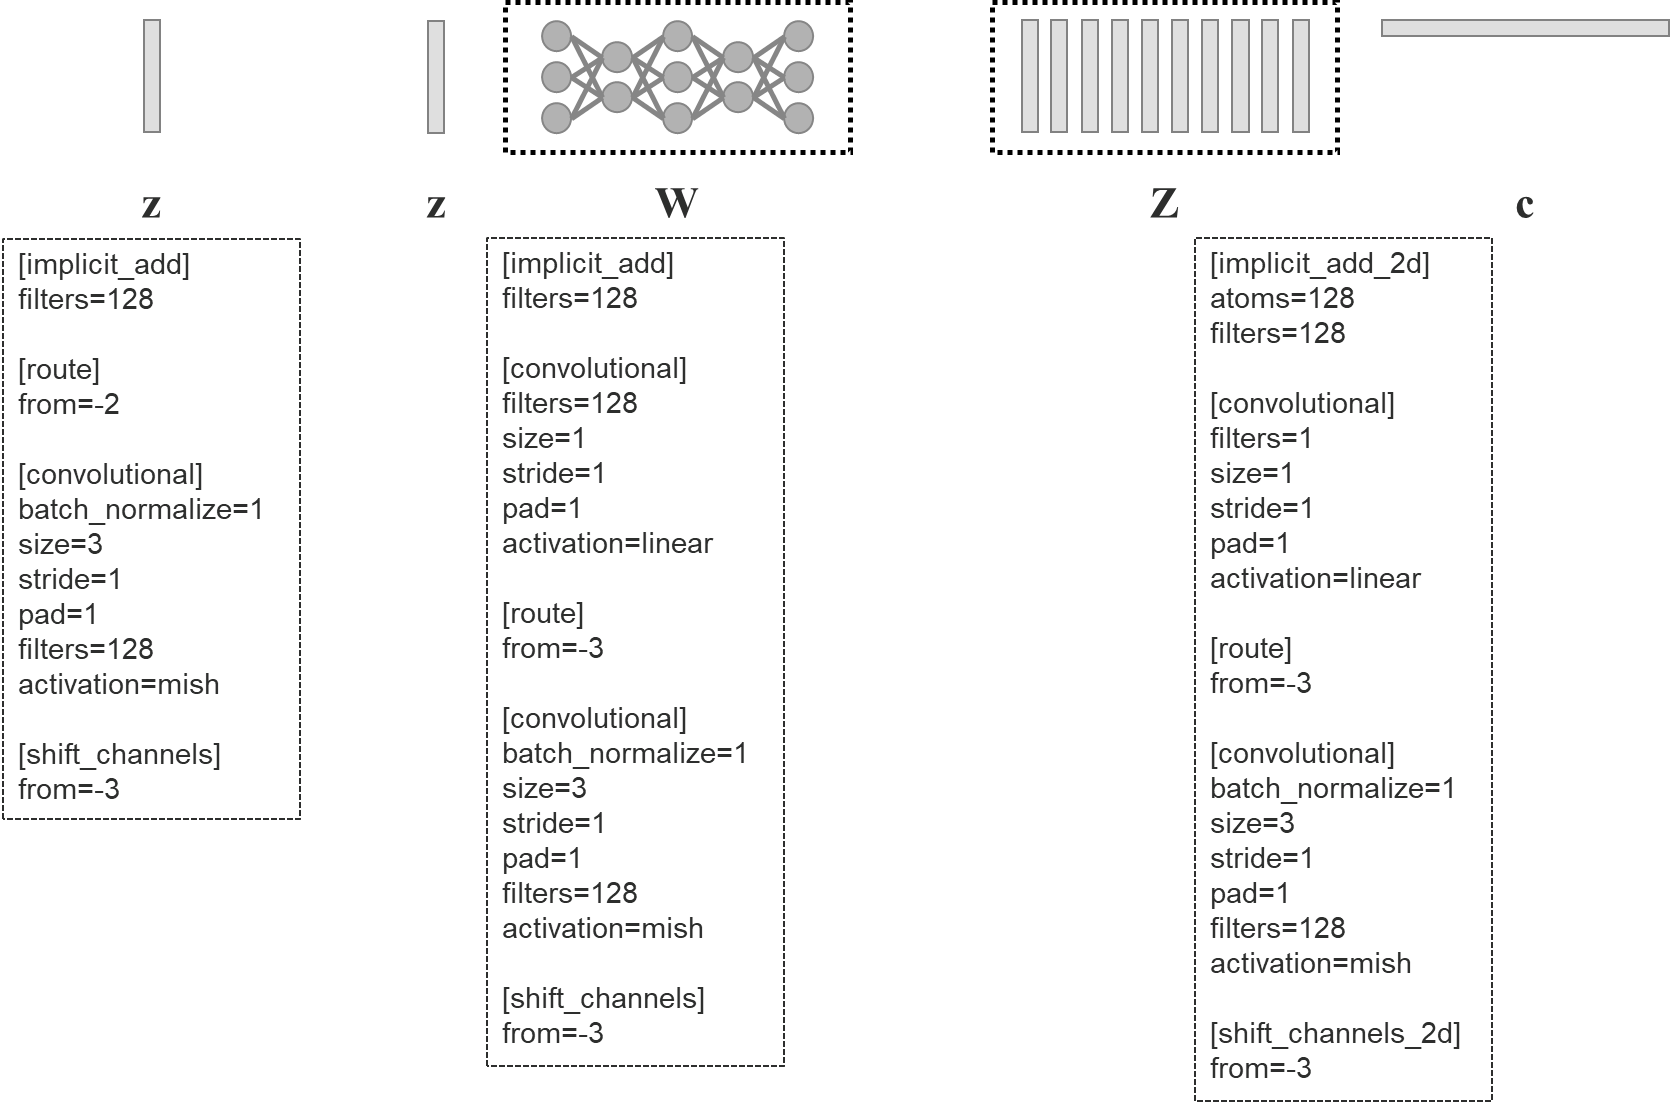 z
z
W
Z
c
[implicit_add]
filters=128
[route]
from=-2
[convolutional]
batch_normalize=1
size=3
stride=1
pad=1
filters=128
activation=mish
[shift_channels]
from=-3
[implicit_add]
filters=128
[convolutional]
filters=128
size=1
stride=1
pad=1
activation=linear
[route]
from=-3
[convolutional]
batch_normalize=1
size=3
stride=1
pad=1
filters=128
activation=mish
[shift_channels]
from=-3
[implicit_add_2d]
atoms=128
filters=128
[convolutional]
filters=1
size=1
stride=1
pad=1
activation=linear
[route]
from=-3
[convolutional]
batch_normalize=1
size=3
stride=1
pad=1
filters=128
activation=mish
[shift_channels_2d]
from=-3